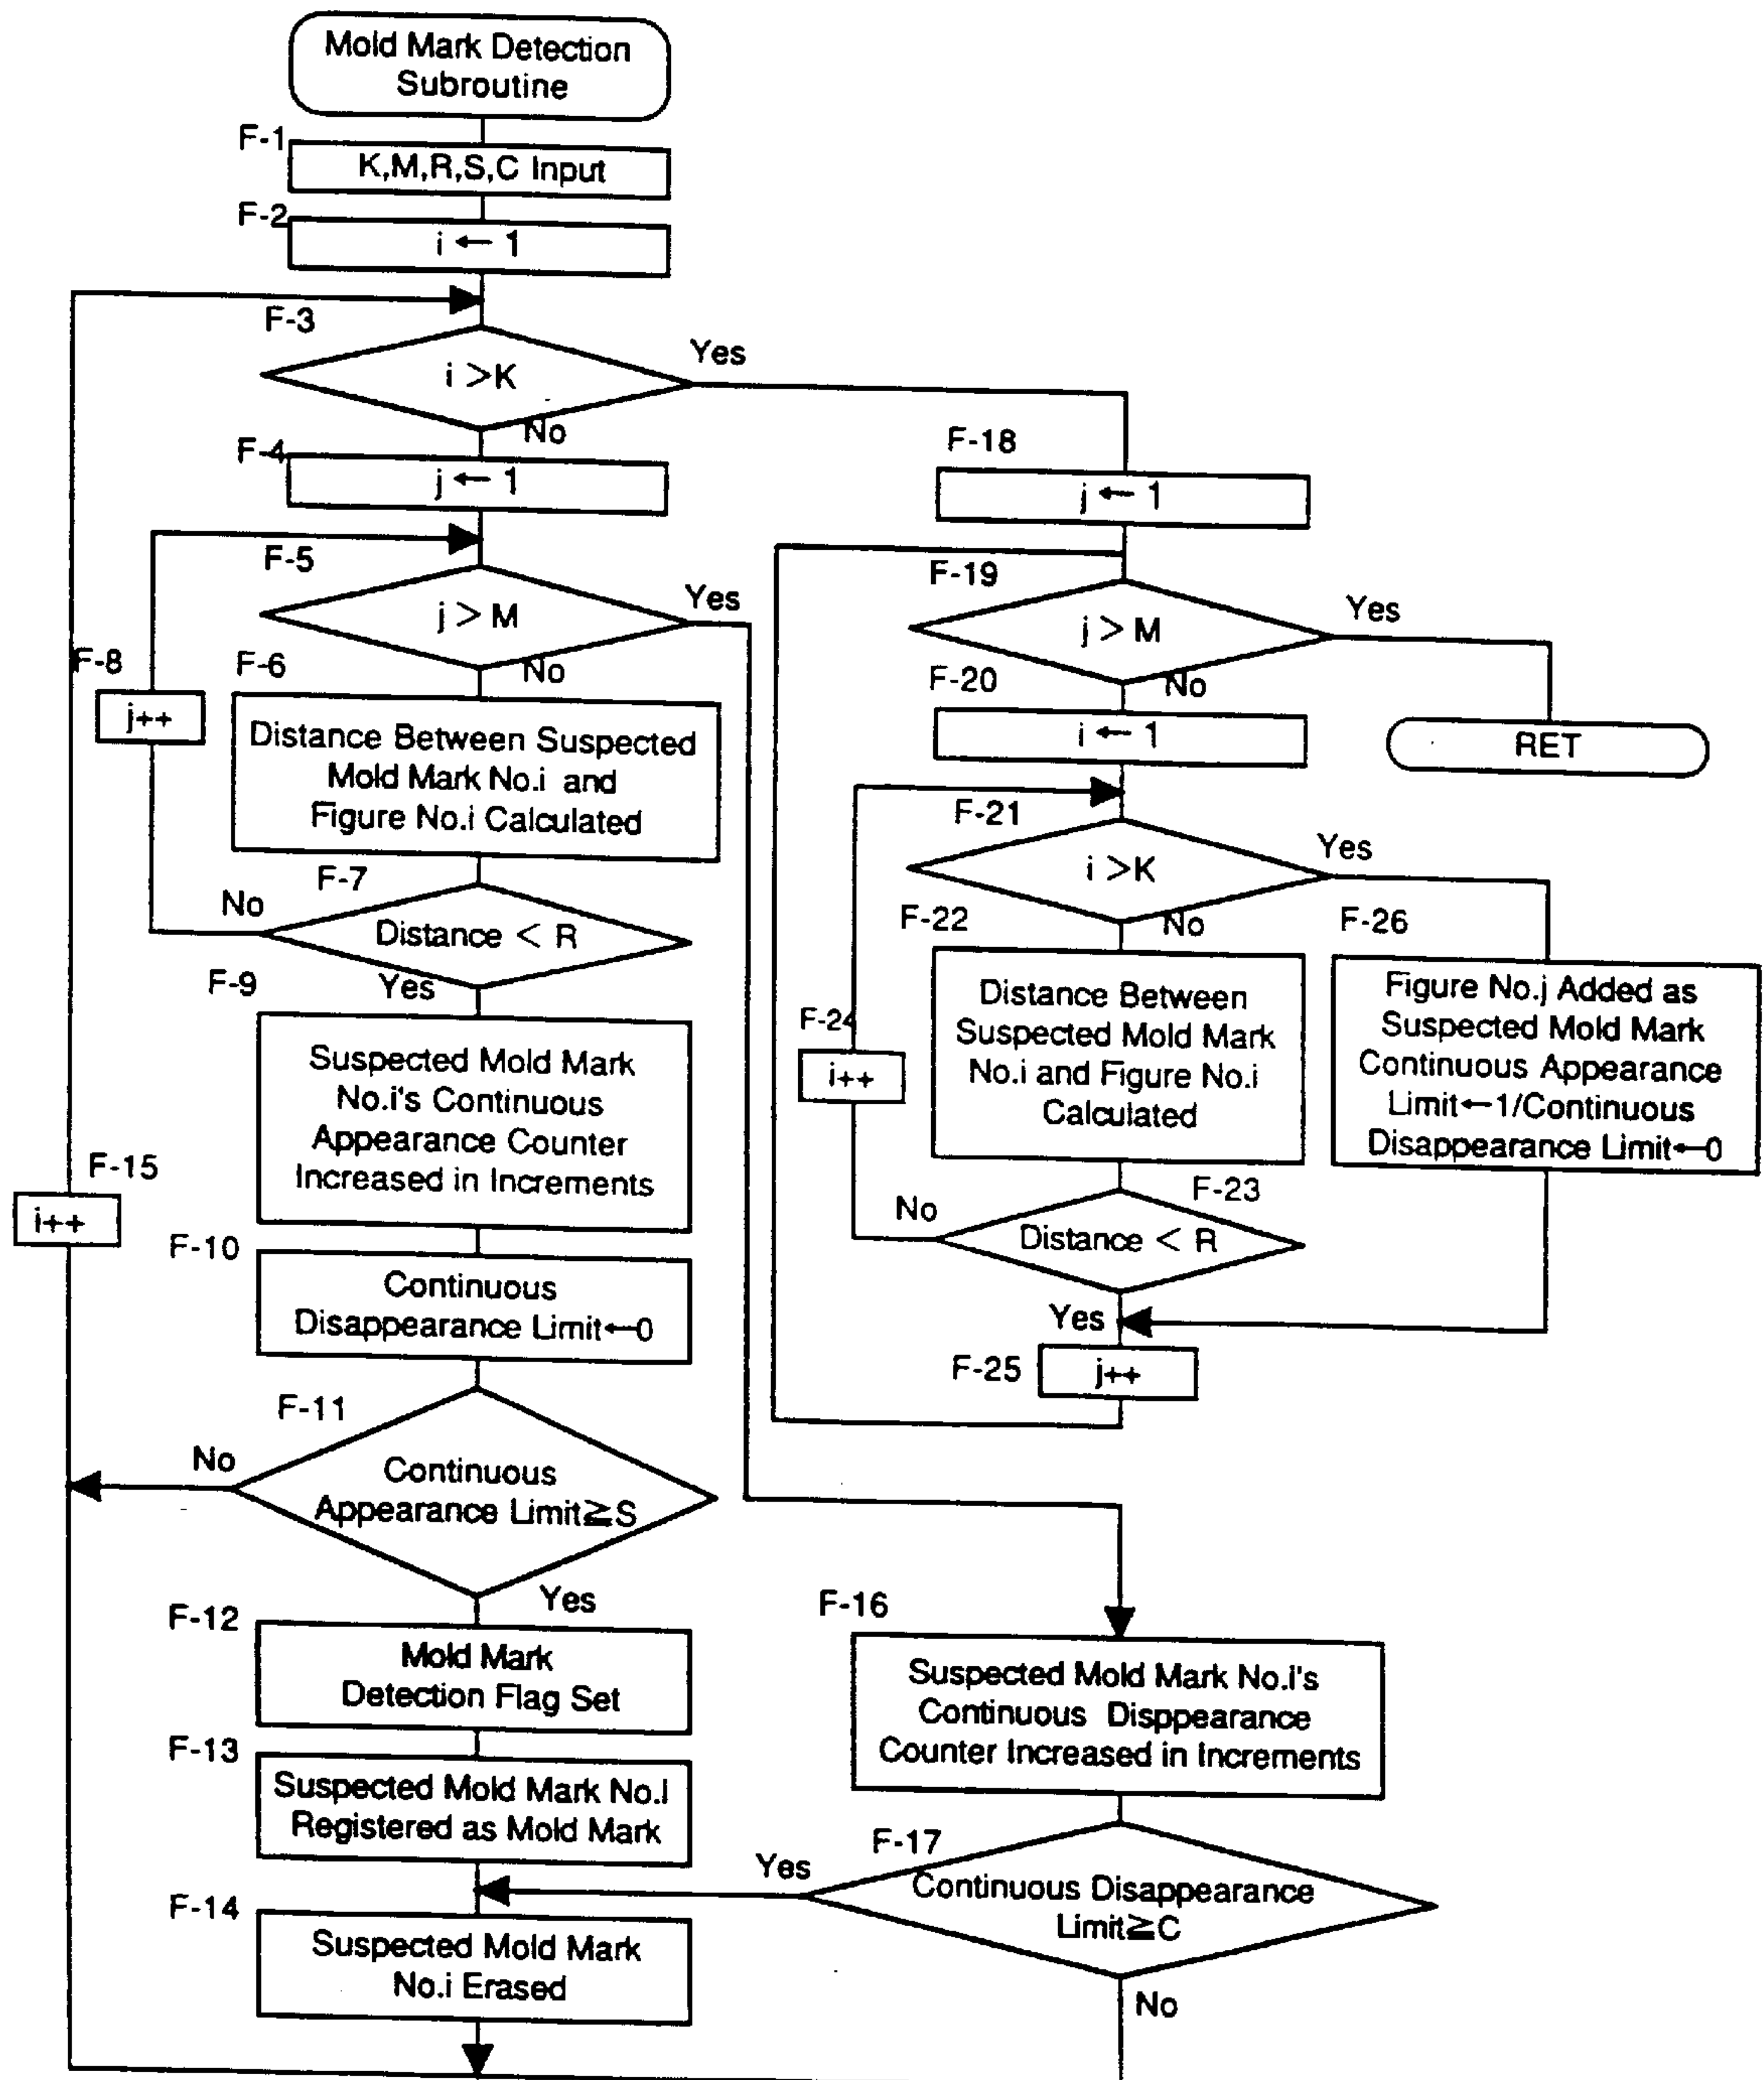 Mold Mark Detection
Subroutine
F-1
K,M,R,S,C Input
F-2
i ← 1
F-3
i >K
Yes
No
F-4
j ← 1
F-5
j > M
Yes
No
F-8
j++
F-6
Distance Between Suspected
Mold Mark No.i and
Figure No.i Calculated
F-7
No
Distance < R
Yes
F-9
Suspected Mold Mark
No.i's Continuous
Appearance Counter
Increased in Increments
F-15
i++
F-10
Continuous
Disappearance Limit←0
F-11
No
Continuous
Appearance Limit≧S
Yes
F-12
Mold Mark
Detection Flag Set
F-13
Suspected Mold Mark No.I
Registered as Mold Mark
F-14
Suspected Mold Mark
No.i Erased
F-18
j ← 1
F-19
j > M
Yes
No
RET
F-20
i ← 1
F-21
i >K
Yes
No
F-22
Distance Between
Suspected Mold Mark
No.i and Figure No.i
Calculated
F-24
i++
F-26
Figure No.j Added as
Suspected Mold Mark
Continuous Appearance
Limit←1/Continuous
Disappearance Limit←0
F-23
No
Distance < R
Yes
F-25
j++
F-16
Suspected Mold Mark No.i's
Continuous Disppearance
Counter Increased in Increments
F-17
Yes
Continuous Disappearance
Limit≧C
No